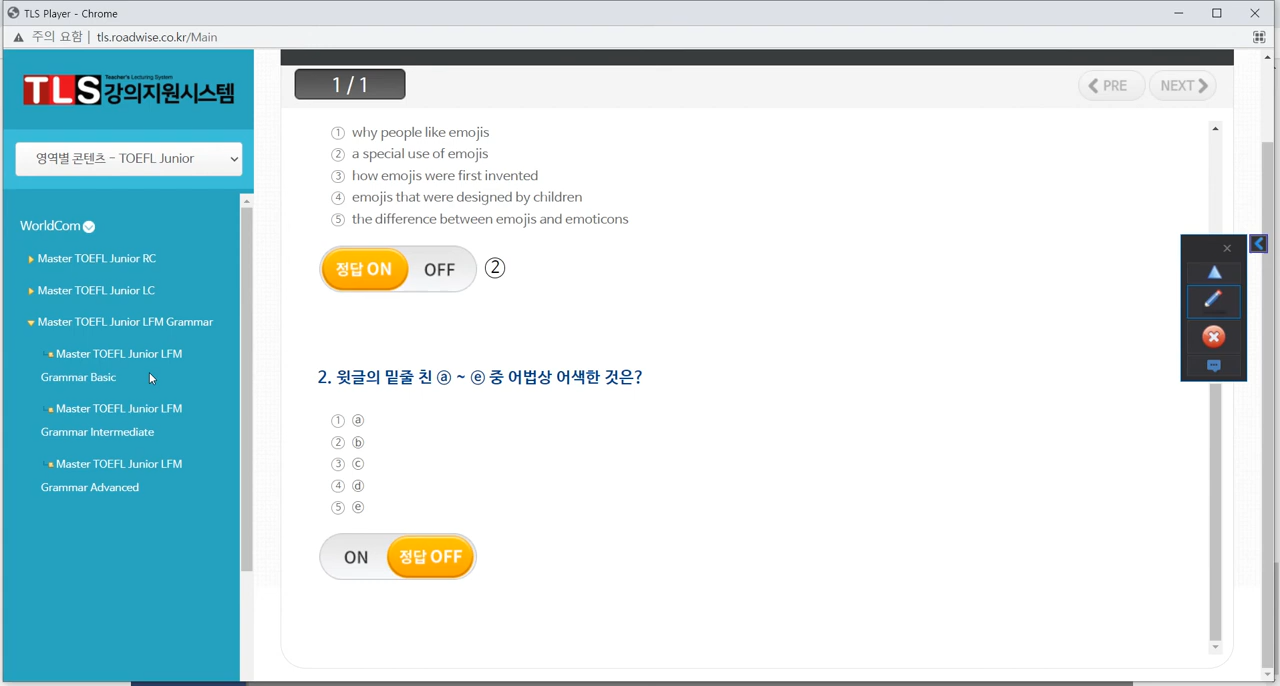 TLS Player - Chrome
주의 요함 | tls.roadwise.co.kr/Main
TLS Teacher's Lecturing System
강의지원시스템
영역별 콘텐츠 - TOEFL Junior
WorldCom
Master TOEFL Junior RC
Master TOEFL Junior LC
Master TOEFL Junior LFM Grammar
Master TOEFL Junior LFM
Grammar Basic
Master TOEFL Junior LFM
Grammar Intermediate
Master TOEFL Junior LFM
Grammar Advanced
1 / 1
PRE
NEXT
① why people like emojis
② a special use of emojis
③ how emojis were first invented
④ emojis that were designed by children
⑤ the difference between emojis and emoticons
정답 ON OFF ②
2. 윗글의 밑줄 친 ⓐ ~ ⓔ 중 어법상 어색한 것은?
① ⓐ
② ⓑ
③ ⓒ
④ ⓓ
⑤ ⓔ
ON 정답 OFF